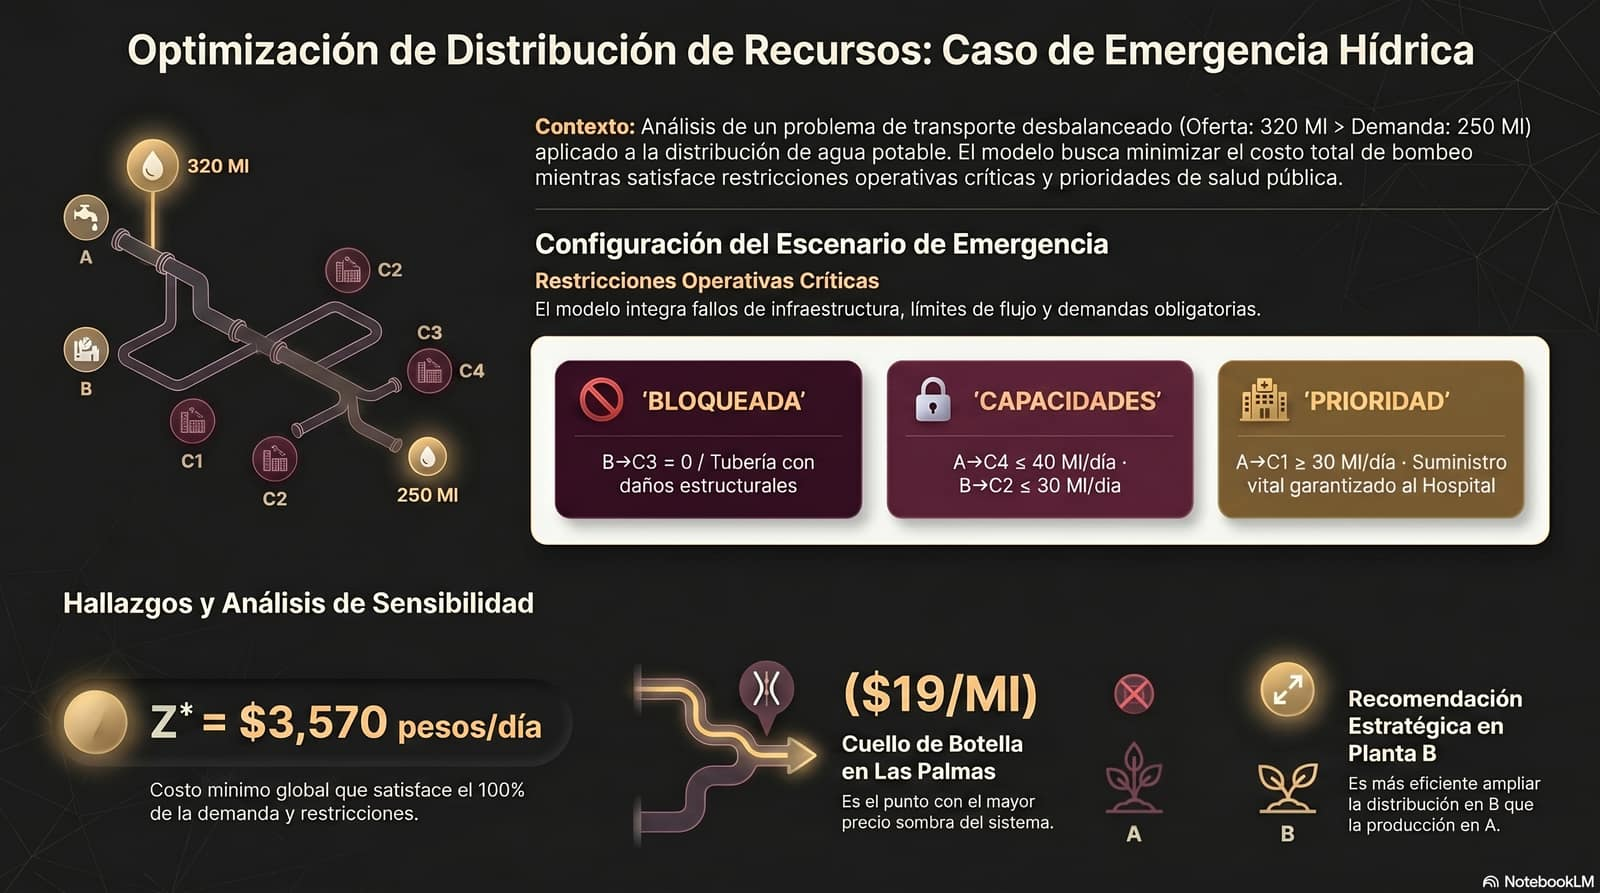 Optimización de Distribución de Recursos: Caso de Emergencia Hídrica
320 Ml
A
B
C2
C3
C4
C1
C2
250 Ml
Contexto: Análisis de un problema de transporte desbalanceado (Oferta: 320 Ml > Demanda: 250 Ml)
aplicado a la distribución de agua potable. El modelo busca minimizar el costo total de bombeo
mientras satisface restricciones operativas críticas y prioridades de salud pública.
Configuración del Escenario de Emergencia
Restricciones Operativas Críticas
El modelo integra fallos de infraestructura, límites de flujo y demandas obligatorias.
'BLOQUEADA'
B→C3 = 0 / Tubería con
daños estructurales
'CAPACIDADES'
A→C4 ≤ 40 Ml/día ·
B→C2 ≤ 30 Ml/dia
'PRIORIDAD'
A→C1 ≥ 30 Ml/día · Suministro
vital garantizado al Hospital
Hallazgos y Análisis de Sensibilidad
Z* = $3,570 pesos/día
Costo minimo global que satisface el 100%
de la demanda y restricciones.
($19/Ml)
Cuello de Botella
en Las Palmas
Es el punto con el mayor
precio sombra del sistema.
A
B
Recomendación
Estratégica en
Planta B
Es más eficiente ampliar
la distribución en B que
la producción en A.
NotebookLM